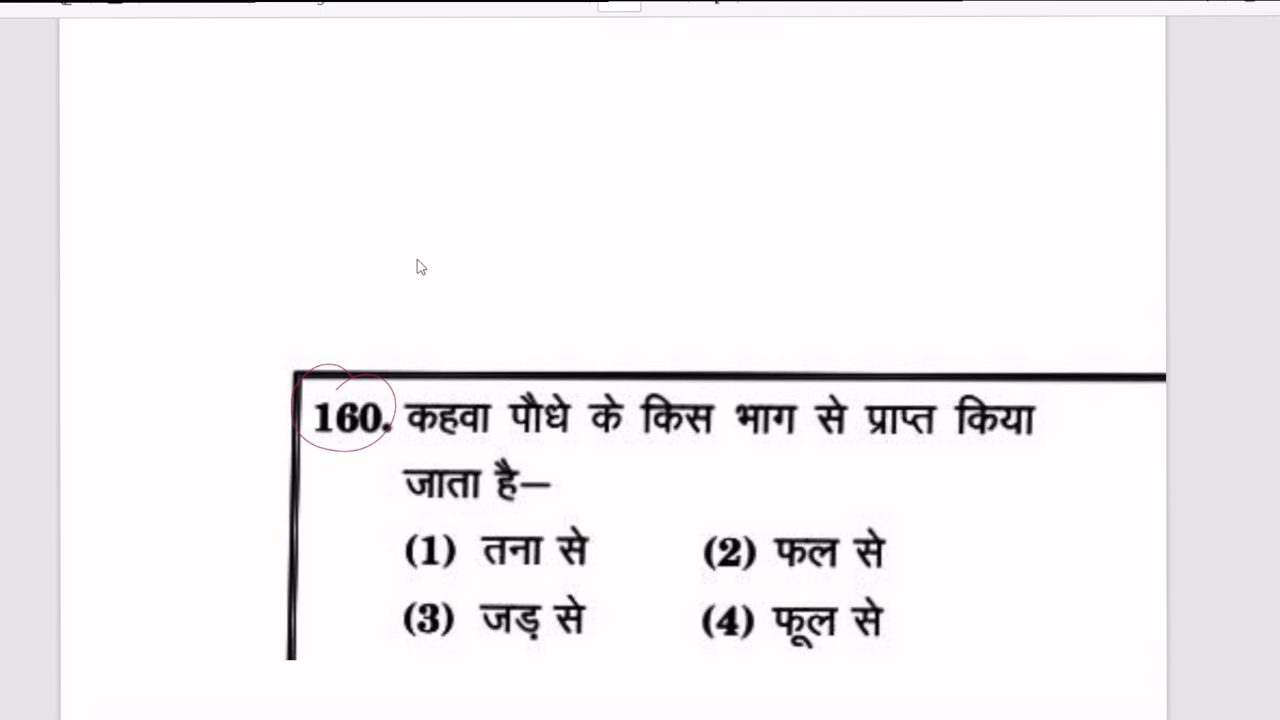 160. कहवा पौधे के किस भाग से प्राप्त किया
जाता है–
(1) तना से (2) फल से
(3) जड़ से (4) फूल से